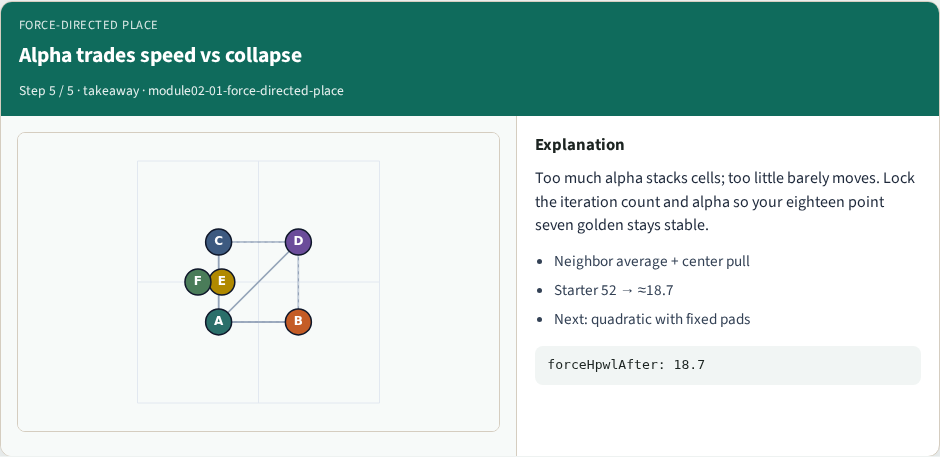 FORCE-DIRECTED PLACE
Alpha trades speed vs collapse
Step 5 / 5 · takeaway · module02-01-force-directed-place
C
D
F
E
A
B
Explanation
Too much alpha stacks cells; too little barely moves. Lock
the iteration count and alpha so your eighteen point
seven golden stays stable.
• Neighbor average + center pull
• Starter 52 → ≈18.7
• Next: quadratic with fixed pads
forceHpwlAfter: 18.7